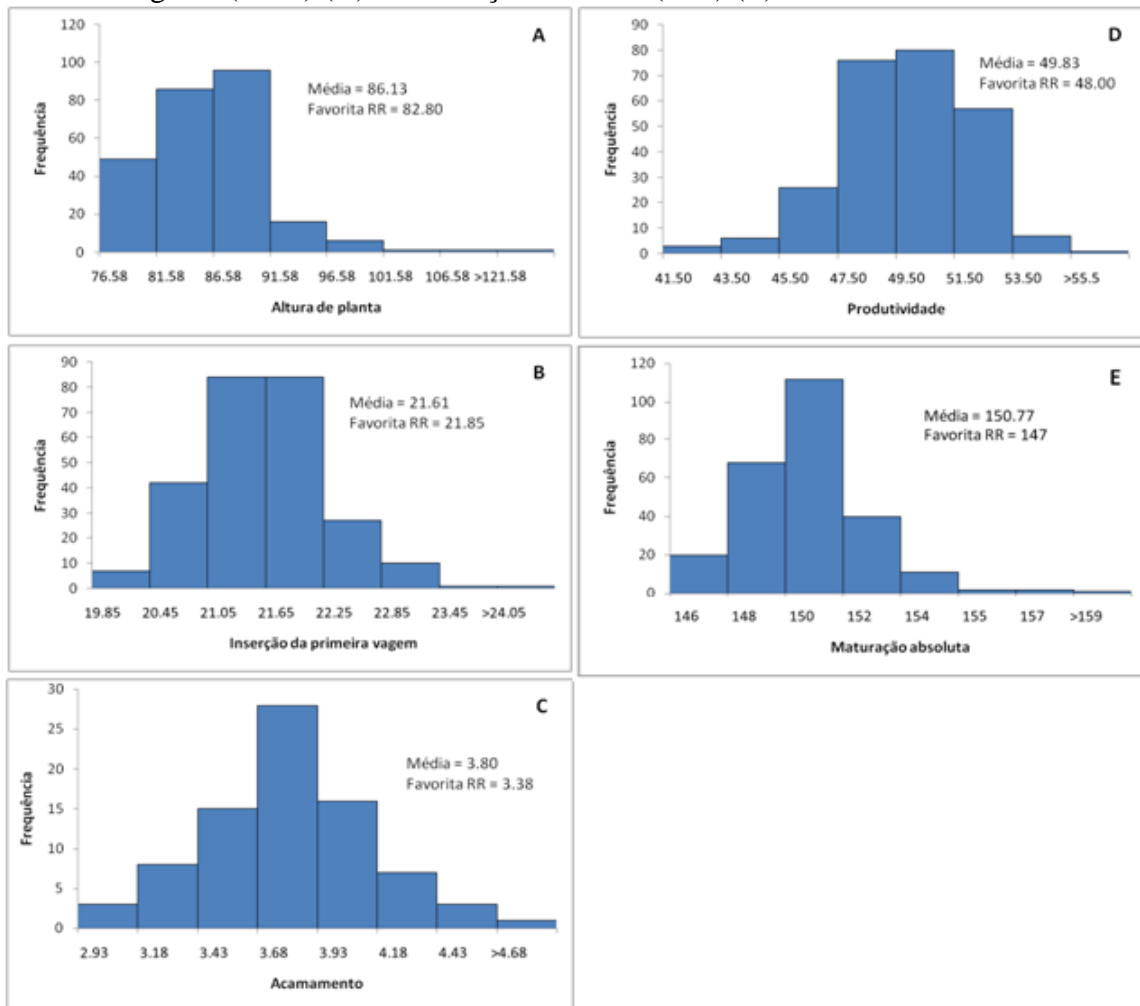 A
120
100
80
60
40
20
0
Frequência
Média = 86.13
Favorita RR = 82.80
76.58 81.58 86.58 91.58 96.58 101.58 106.58 >121.58
Altura de planta
D
90
80
70
60
50
40
30
20
10
0
Frequência
Média = 49.83
Favorita RR = 48.00
41.50 43.50 45.50 47.50 49.50 51.50 53.50 >55.5
Produtividade
B
90
80
70
60
50
40
30
20
10
0
Frequência
Média = 21.61
Favorita RR = 21.85
19.85 20.45 21.05 21.65 22.25 22.85 23.45 >24.05
Inserção da primeira vagem
E
120
100
80
60
40
20
0
Frequência
Média = 150.77
Favorita RR = 147
146 148 150 152 154 155 157 >159
Maturação absoluta
C
30
25
20
15
10
5
0
Frequência
Média = 3.80
Favorita RR = 3.38
2.93 3.18 3.43 3.68 3.93 4.18 4.43 >4.68
Acamamento